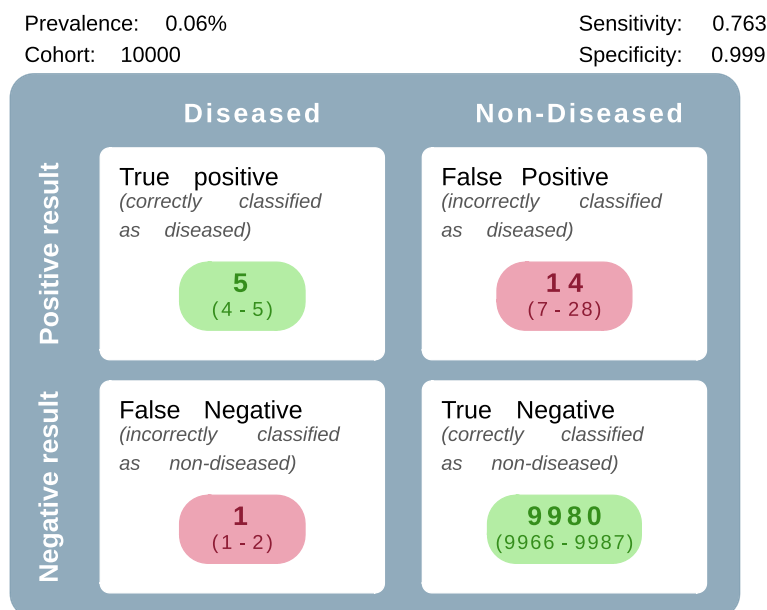 Prevalence: 0.06%
Sensitivity: 0.763
Cohort: 10000
Specificity: 0.999
Diseased
Non-Diseased
Positive result
True positive
(correctly classified
as diseased)
5
(4 - 5)
False Positive
(incorrectly classified
as diseased)
14
(7 - 28)
Negative result
False Negative
(incorrectly classified
as non-diseased)
1
(1 - 2)
True Negative
(correctly classified
as non-diseased)
9980
(9966 - 9987)